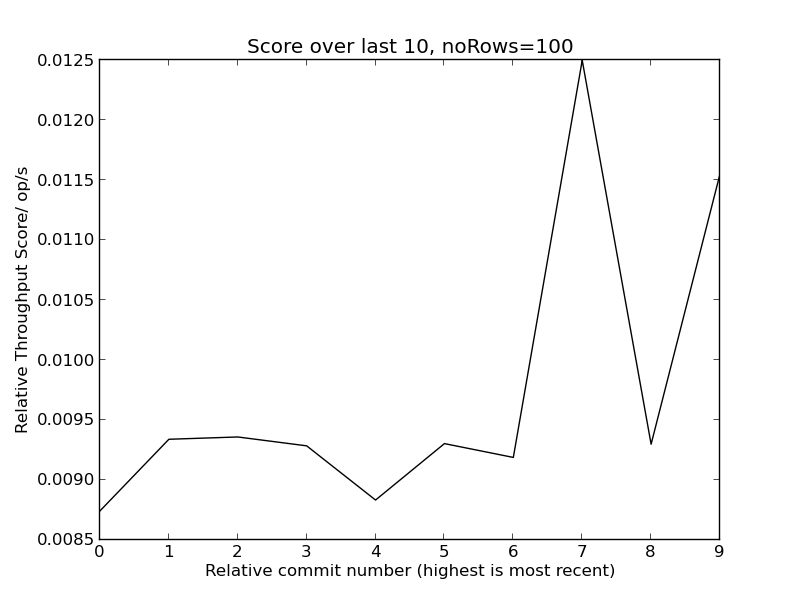 Score over last 10, noRows=100
0.0125
0.0120
0.0115
0.0110
0.0105
0.0100
0.0095
0.0090
0.0085
Relative Throughput Score/ op/s
0 1 2 3 4 5 6 7 8 9
Relative commit number (highest is most recent)